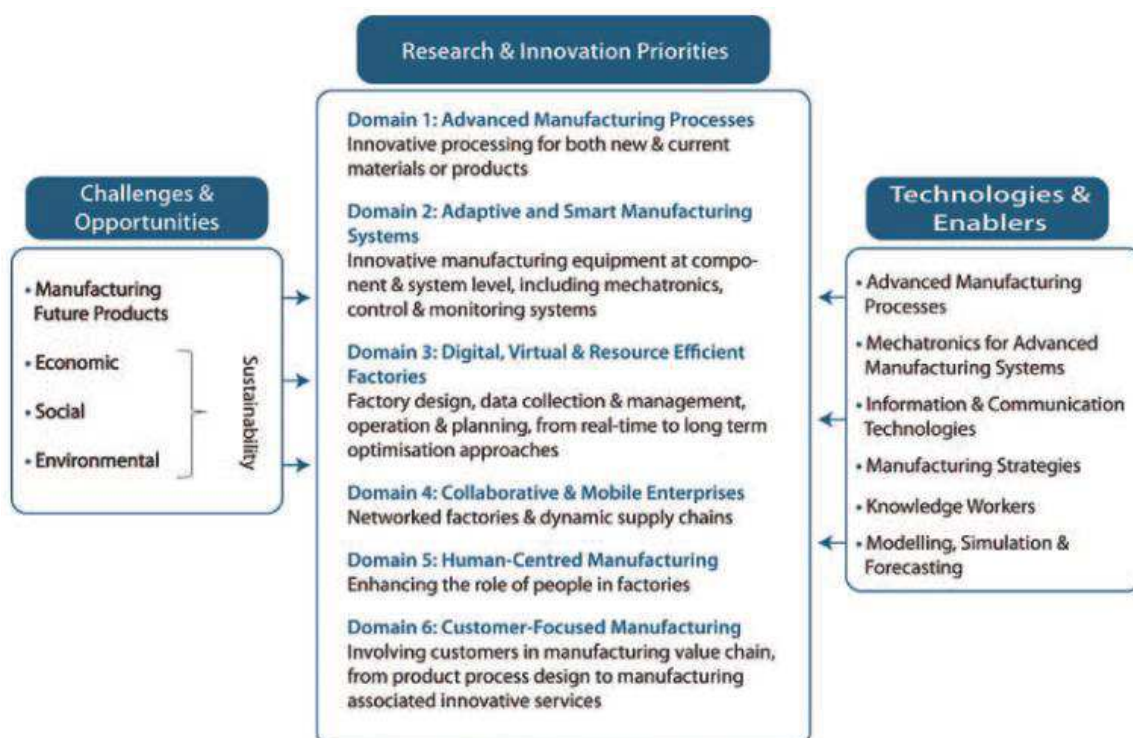 Research & Innovation Priorities
Challenges &
Opportunities
• Manufacturing
Future Products
• Economic
• Social
• Environmental
Sustainability
Domain 1: Advanced Manufacturing Processes
Innovative processing for both new & current
materials or products
Domain 2: Adaptive and Smart Manufacturing
Systems
Innovative manufacturing equipment at compo-
nent & system level, including mechatronics,
control & monitoring systems
Domain 3: Digital, Virtual & Resource Efficient
Factories
Factory design, data collection & management,
operation & planning, from real-time to long term
optimisation approaches
Domain 4: Collaborative & Mobile Enterprises
Networked factories & dynamic supply chains
Domain 5: Human-Centred Manufacturing
Enhancing the role of people in factories
Domain 6: Customer-Focused Manufacturing
Involving customers in manufacturing value chain,
from product process design to manufacturing
associated innovative services
Technologies &
Enablers
• Advanced Manufacturing
Processes
• Mechatronics for Advanced
Manufacturing Systems
• Information & Communication
Technologies
• Manufacturing Strategies
• Knowledge Workers
• Modelling, Simulation &
Forecasting